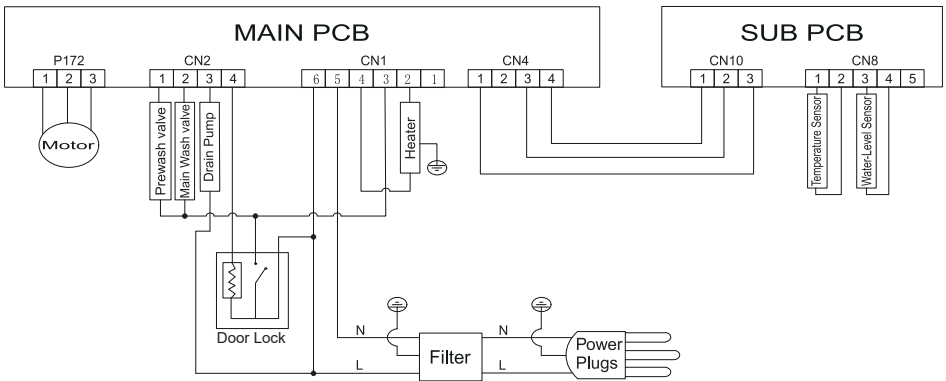 MAIN PCB
SUB PCB
P172
CN2
CN1
CN4
CN10
CN8
1 2 3
1 2 3 4
6 5 4 3 2 1
1 2 3 4
1 2 3
1 2 3 4 5
Motor
Prewash valve
Main Wash valve
Drain Pump
Heater
Temperature Sensor
Water-Level Sensor
Door Lock
N
L
Filter
N
L
Power
Plugs